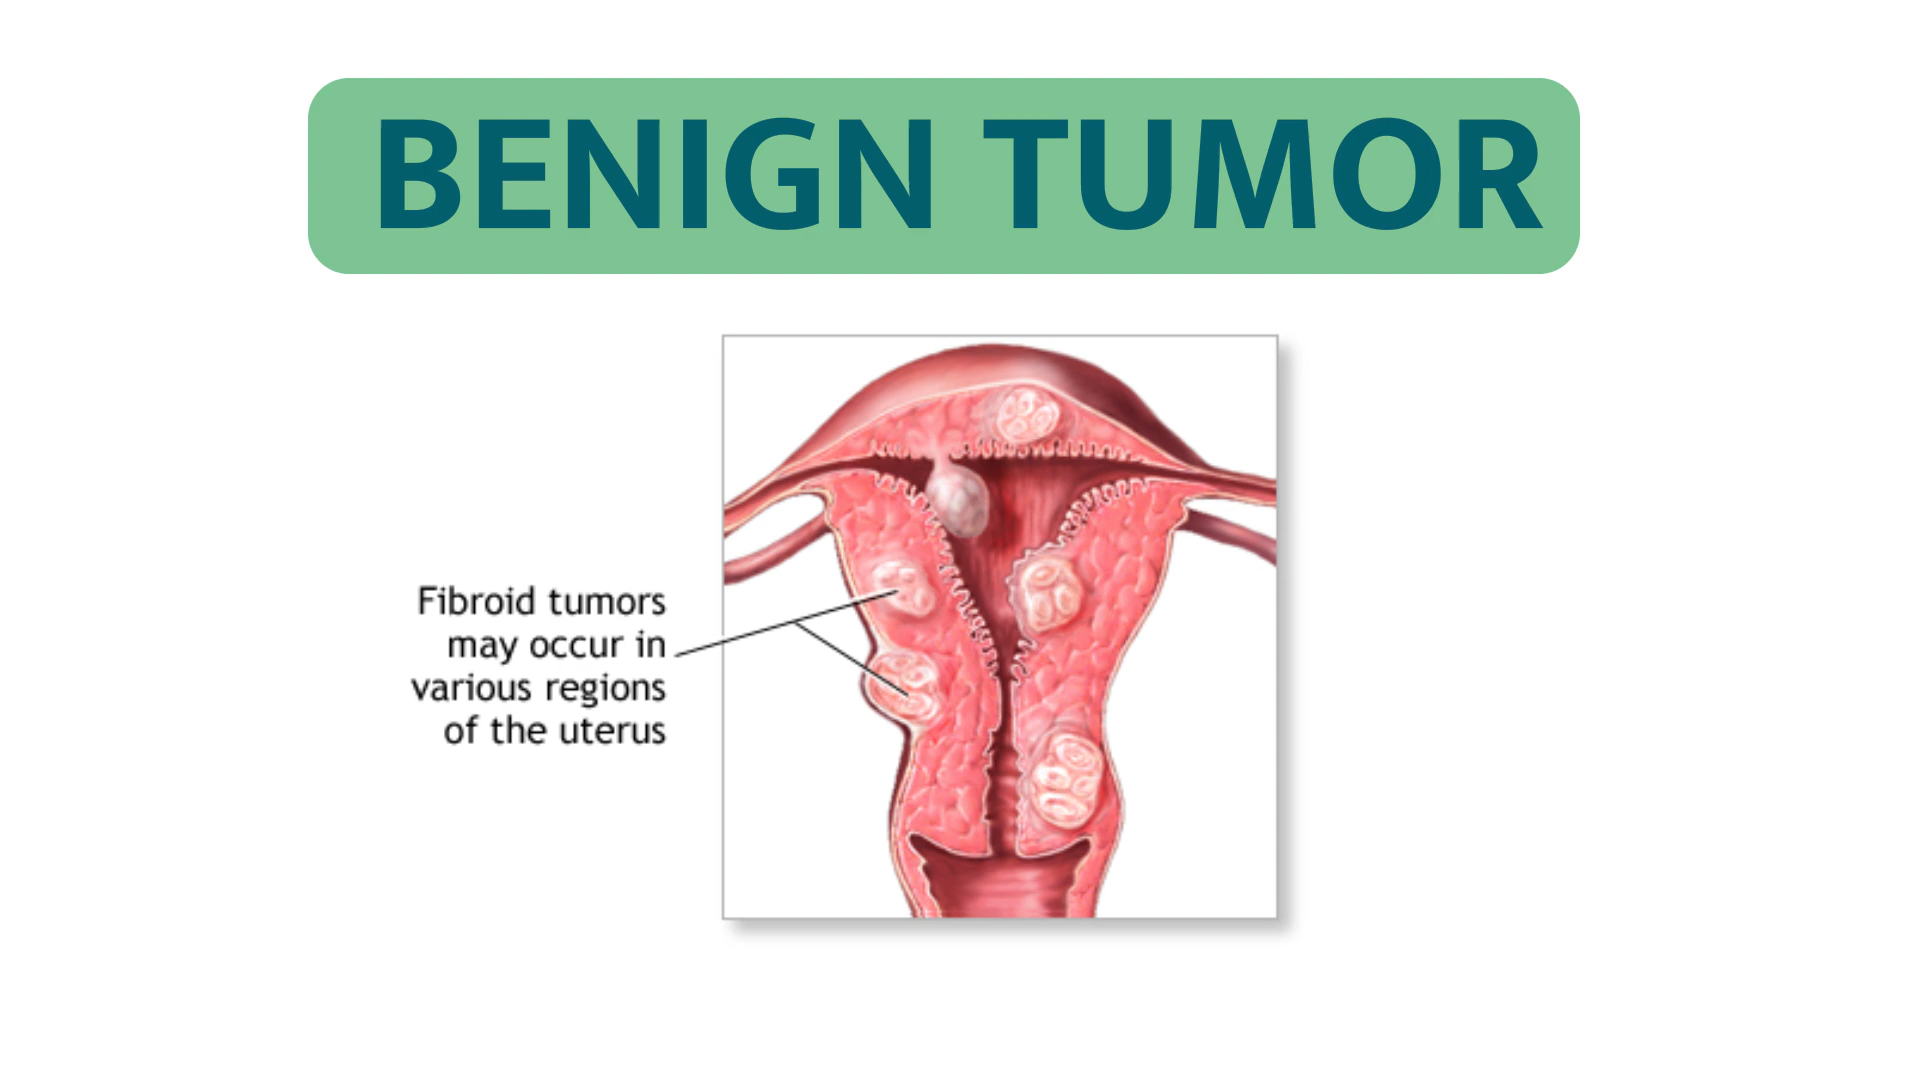 BENIGN TUMOR
Fibroid tumors
may occur in
various regions
of the uterus